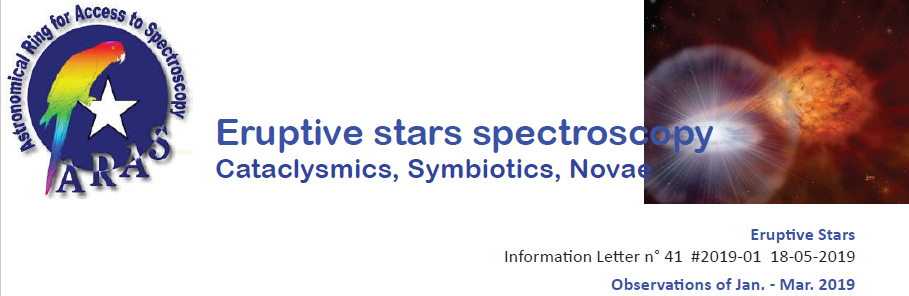 Astronomical Ring for Access to Spectroscopy
ARAS
Eruptive stars spectroscopy
Cataclysmics, Symbiotics, Novae
Eruptive Stars
Information Letter n° 41 #2019-01 18-05-2019
Observations of Jan. - Mar. 2019